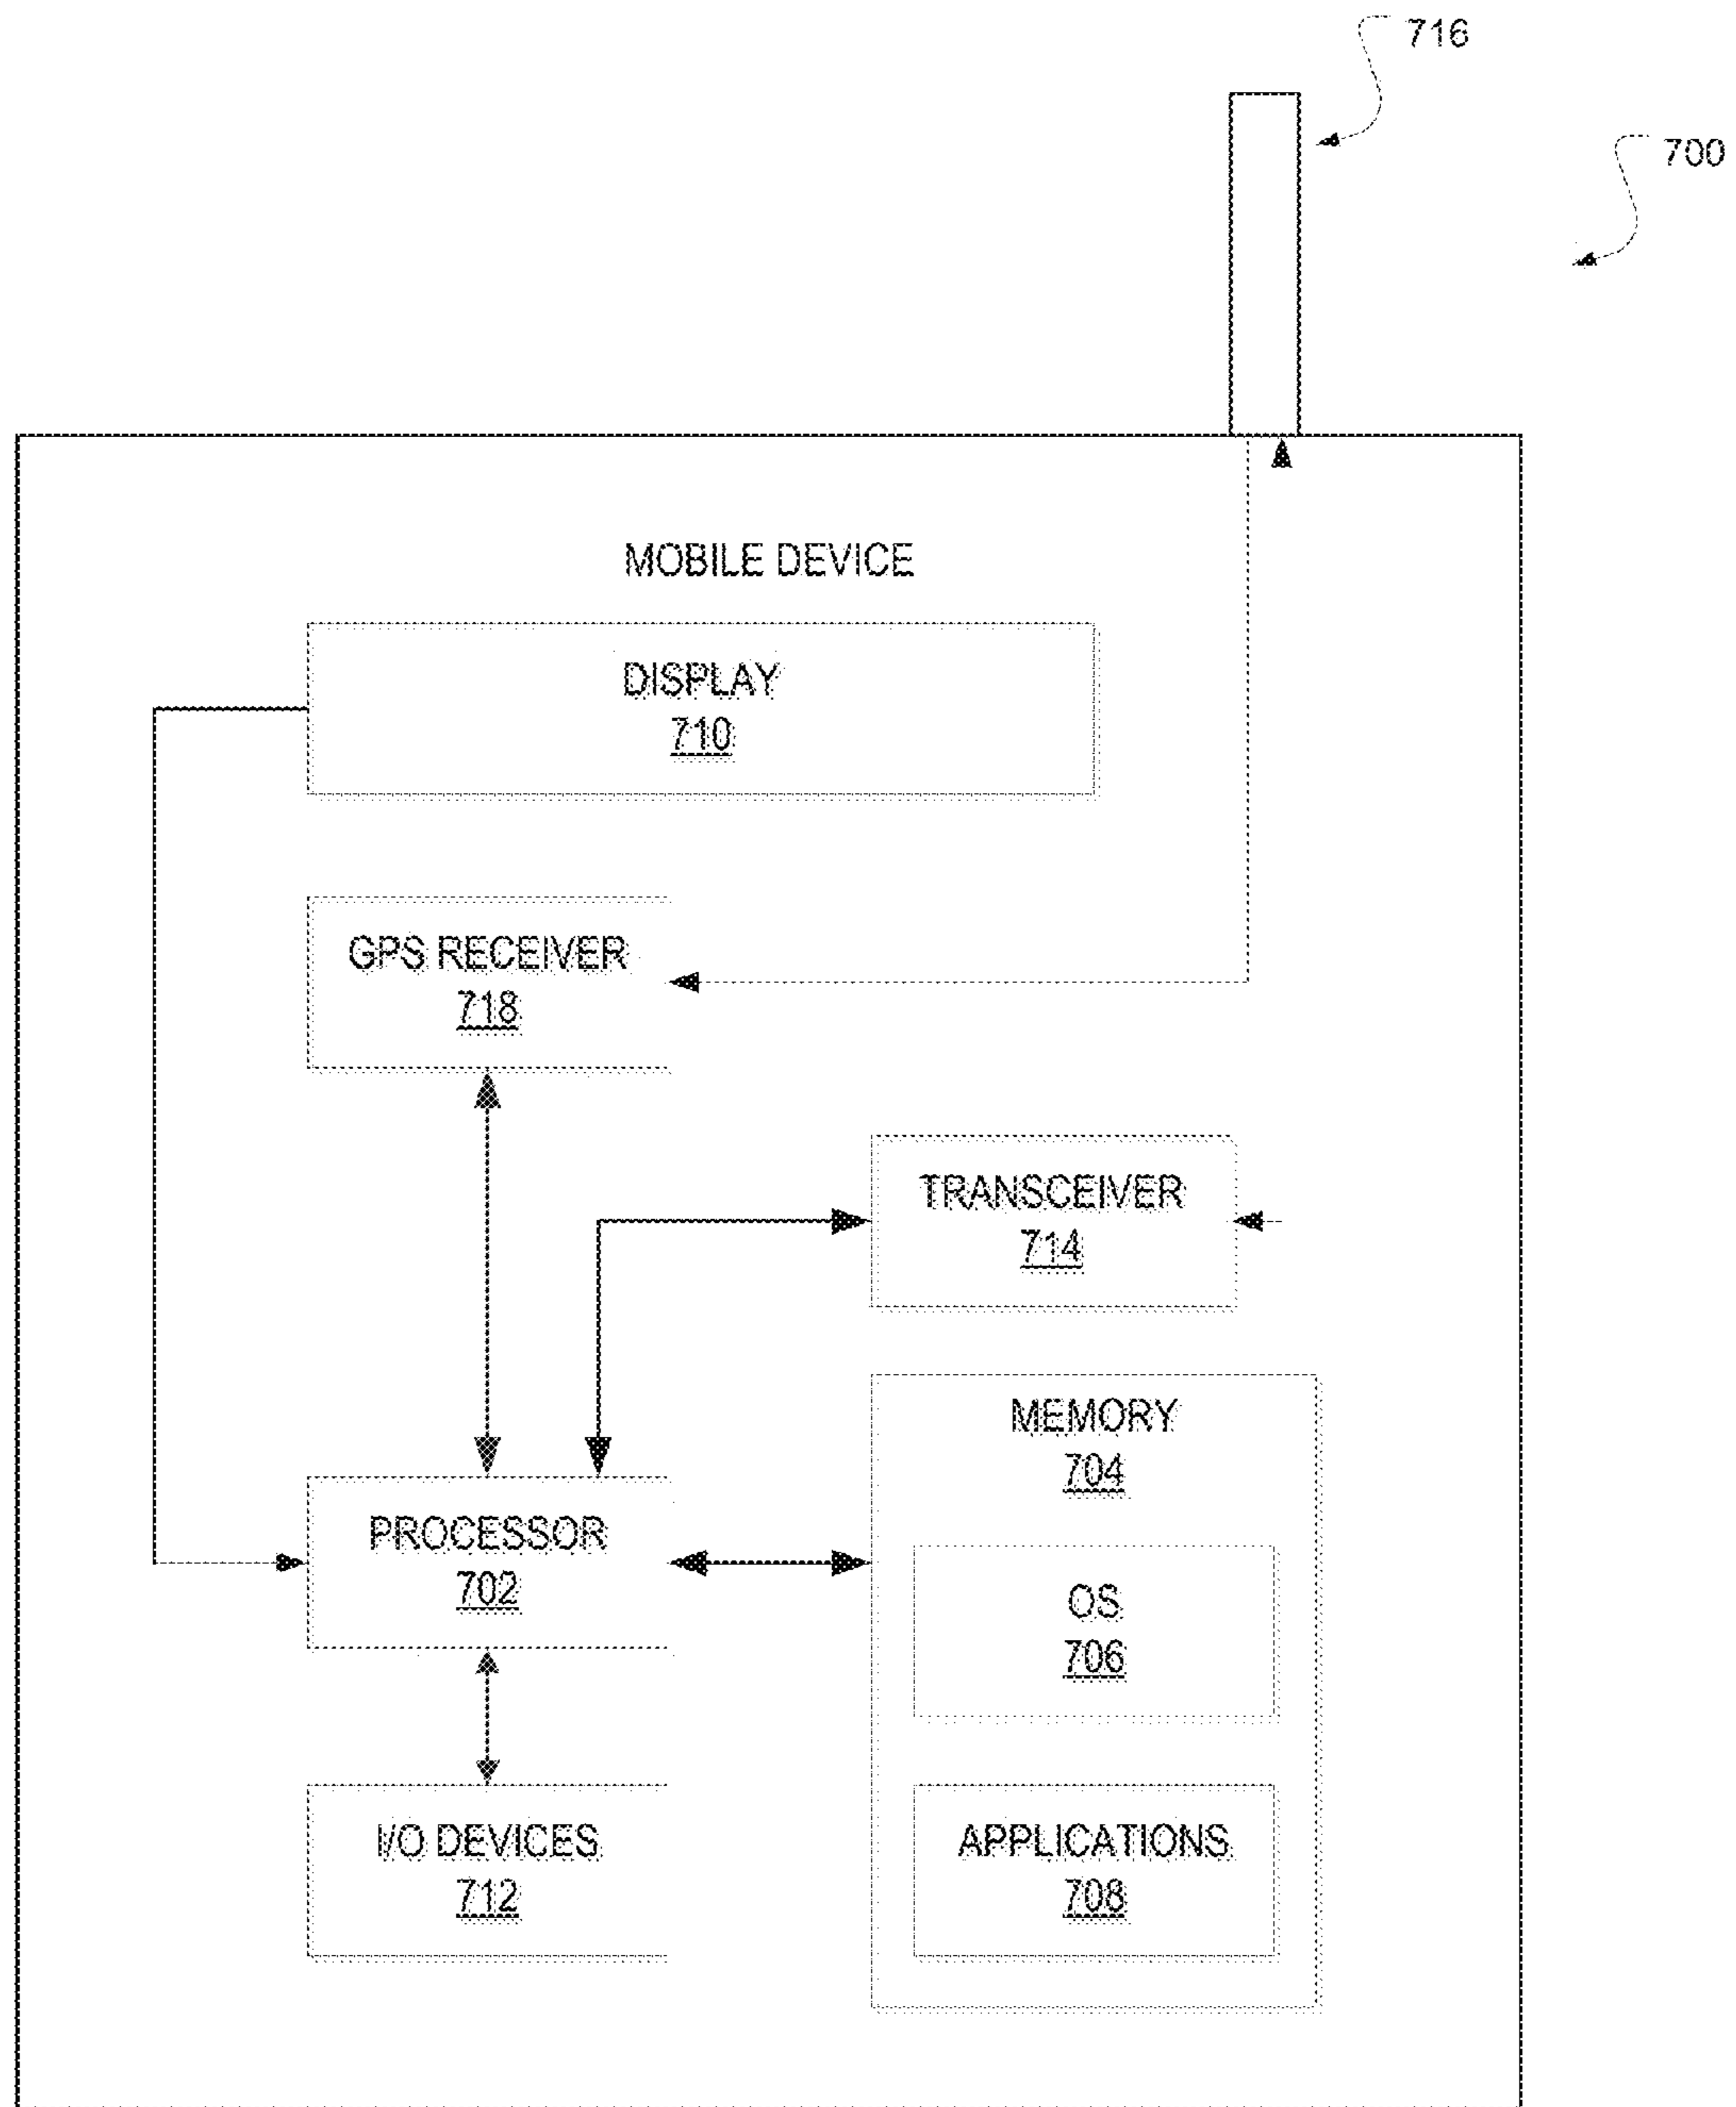 716
700
MOBILE DEVICE
DISPLAY
710
GPS RECEIVER
718
TRANSCEIVER
714
MEMORY
704
PROCESSOR
702
OS
706
I/O DEVICES
712
APPLICATIONS
708